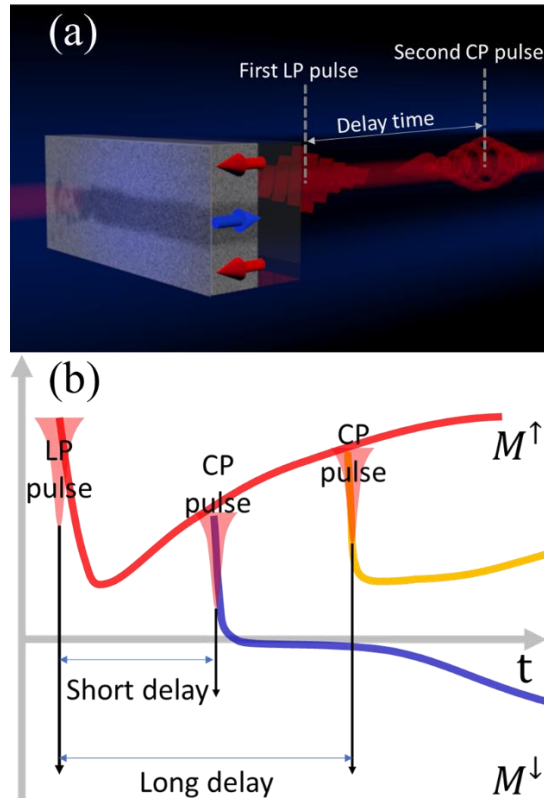 (a)
First LP pulse
Second CP pulse
Delay time
(b)
LP
pulse
CP
pulse
CP
pulse
M↑
t
Short delay
Long delay
M↓